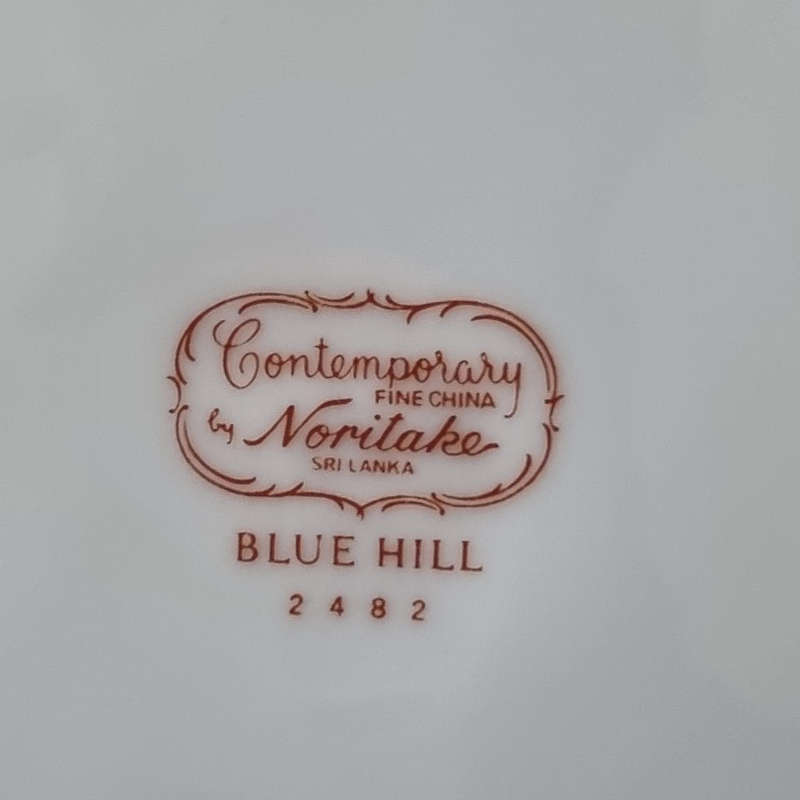 Contemporary
FINE CHINA
by Noritake
SRI LANKA
BLUE HILL
2482